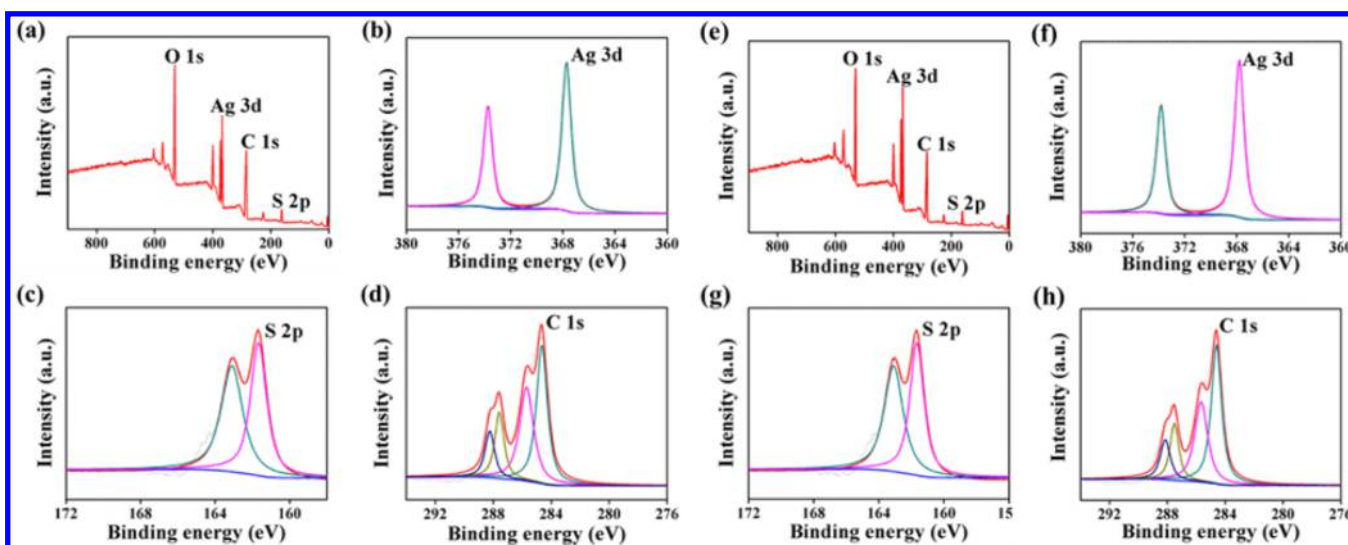 (a)
O 1s
Ag 3d
C 1s
S 2p
Intensity (a.u.)
800 600 400 200 0
Binding energy (eV)
(b)
Ag 3d
Intensity (a.u.)
380 376 372 368 364 360
Binding energy (eV)
(e)
O 1s
Ag 3d
C 1s
S 2p
Intensity (a.u.)
800 600 400 200 0
Binding energy (eV)
(f)
Ag 3d
Intensity (a.u.)
380 376 372 368 364 360
Binding energy (eV)
(c)
S 2p
Intensity (a.u.)
172 168 164 160
Binding energy (eV)
(d)
C 1s
Intensity (a.u.)
292 288 284 280 276
Binding energy (eV)
(g)
S 2p
Intensity (a.u.)
172 168 164 160 15
Binding energy (eV)
(h)
C 1s
Intensity (a.u.)
292 288 284 280 276
Binding energy (eV)